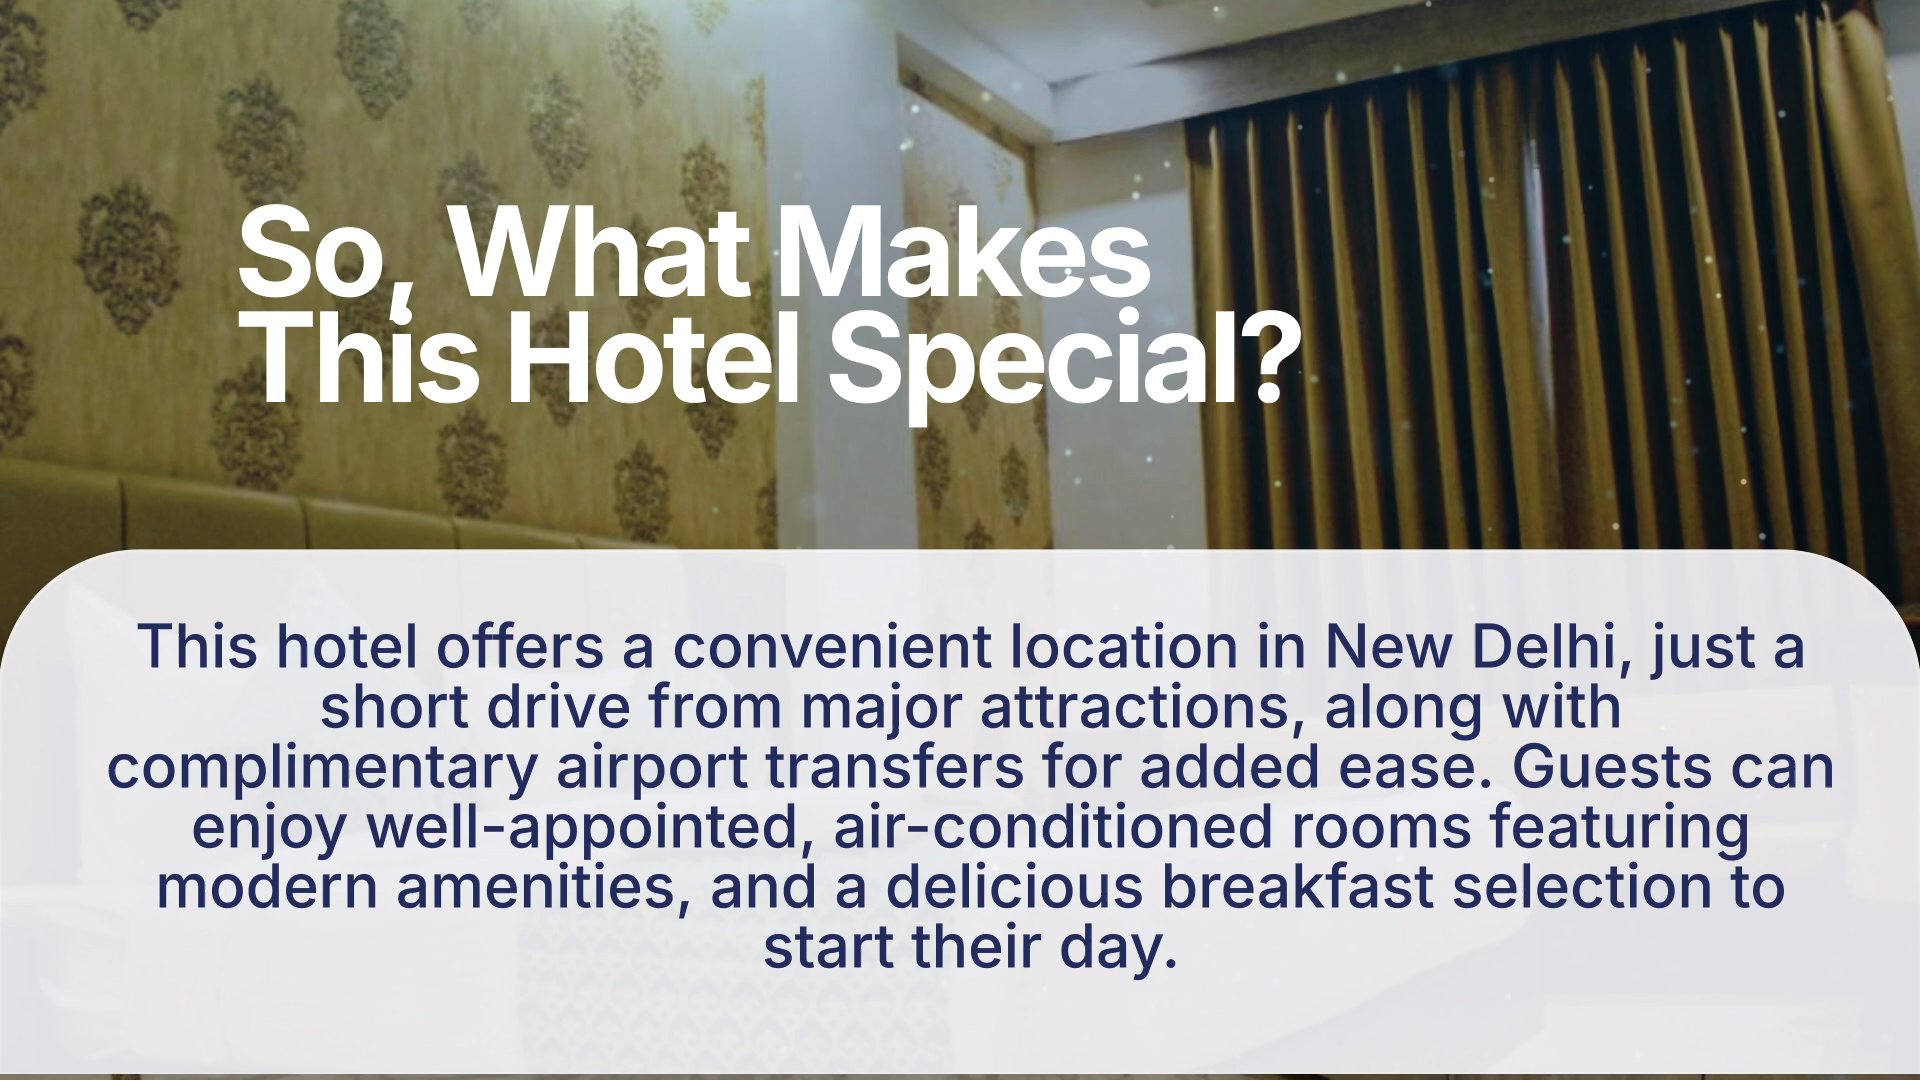 So, What Makes
This Hotel Special?
This hotel offers a convenient location in New Delhi, just a
short drive from major attractions, along with
complimentary airport transfers for added ease. Guests can
enjoy well-appointed, air-conditioned rooms featuring
modern amenities, and a delicious breakfast selection to
start their day.